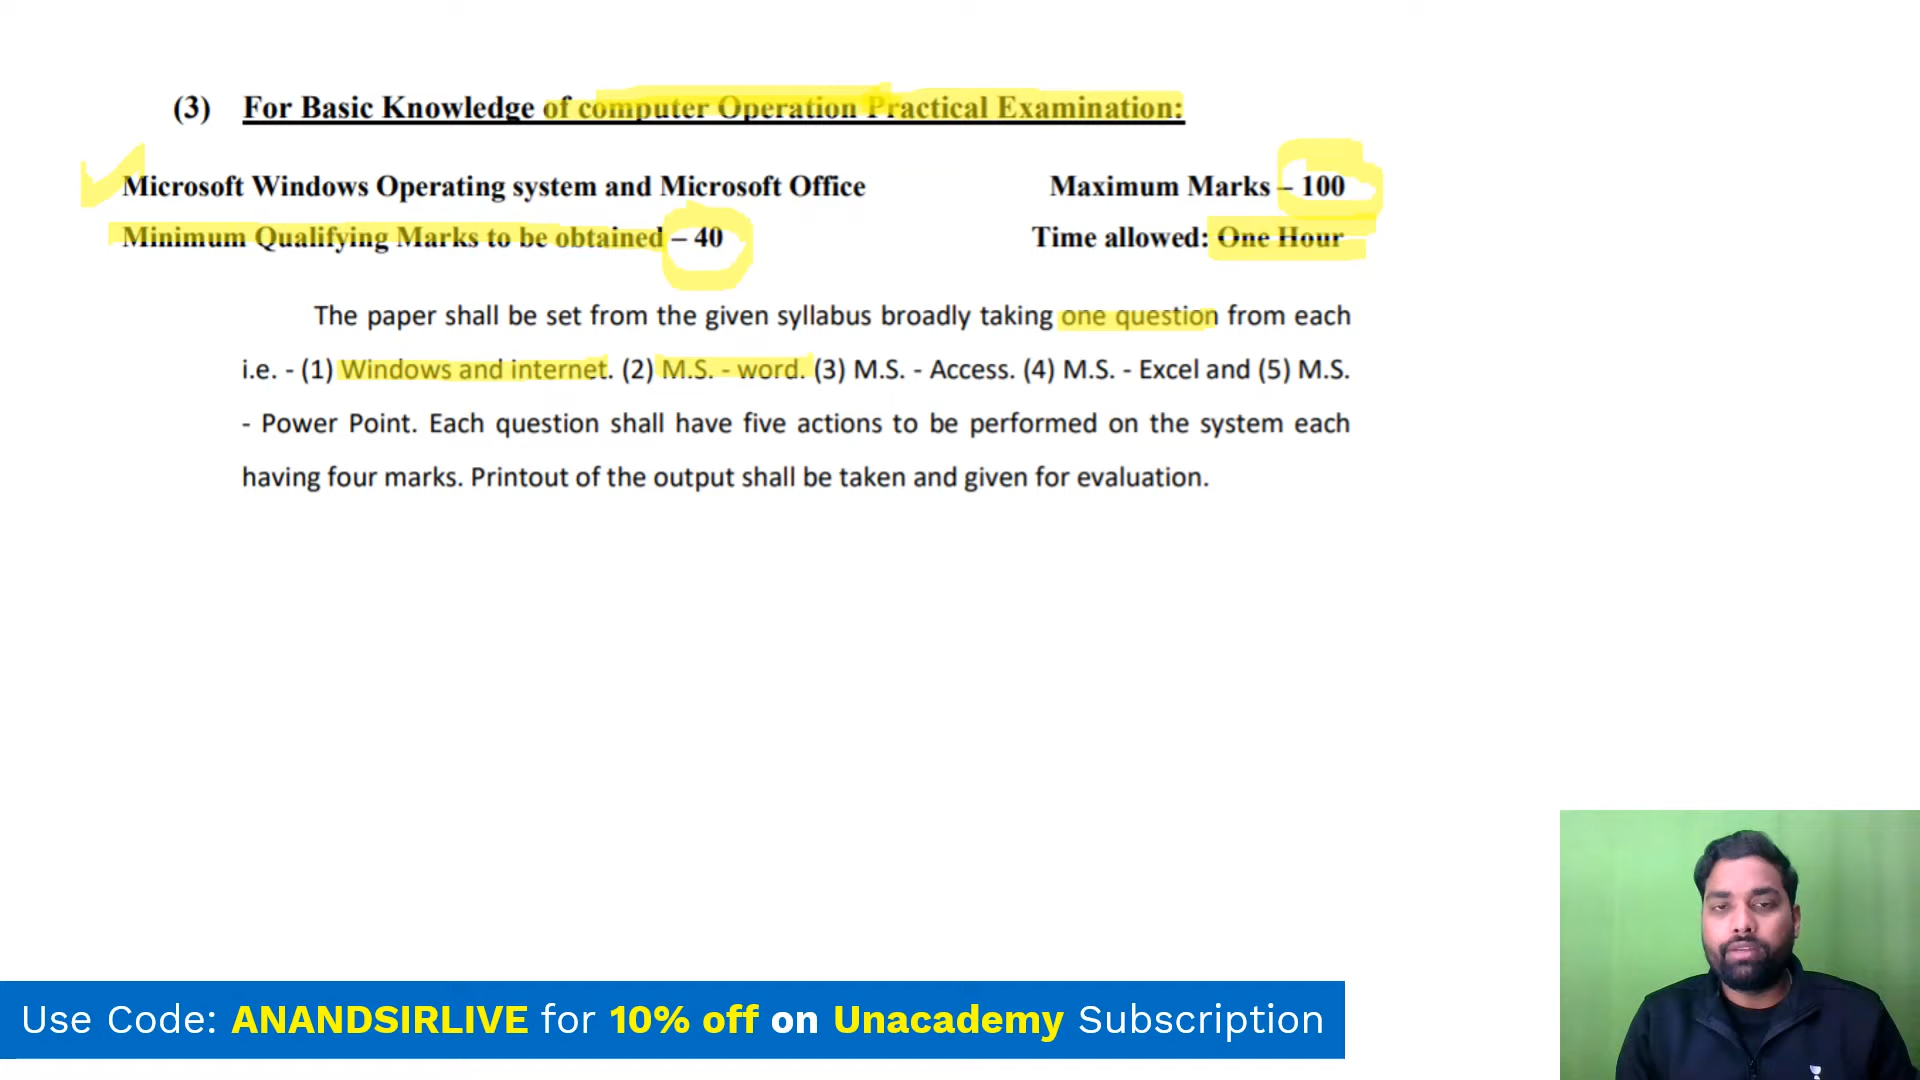 (3) For Basic Knowledge of computer Operation Practical Examination:
Microsoft Windows Operating system and Microsoft Office Maximum Marks – 100
Minimum Qualifying Marks to be obtained – 40 Time allowed: One Hour
The paper shall be set from the given syllabus broadly taking one question from each
i.e. - (1) Windows and internet. (2) M.S. - word. (3) M.S. - Access. (4) M.S. - Excel and (5) M.S.
- Power Point. Each question shall have five actions to be performed on the system each
having four marks. Printout of the output shall be taken and given for evaluation.
Use Code: ANANDSIRLIVE for 10% off on Unacademy Subscription